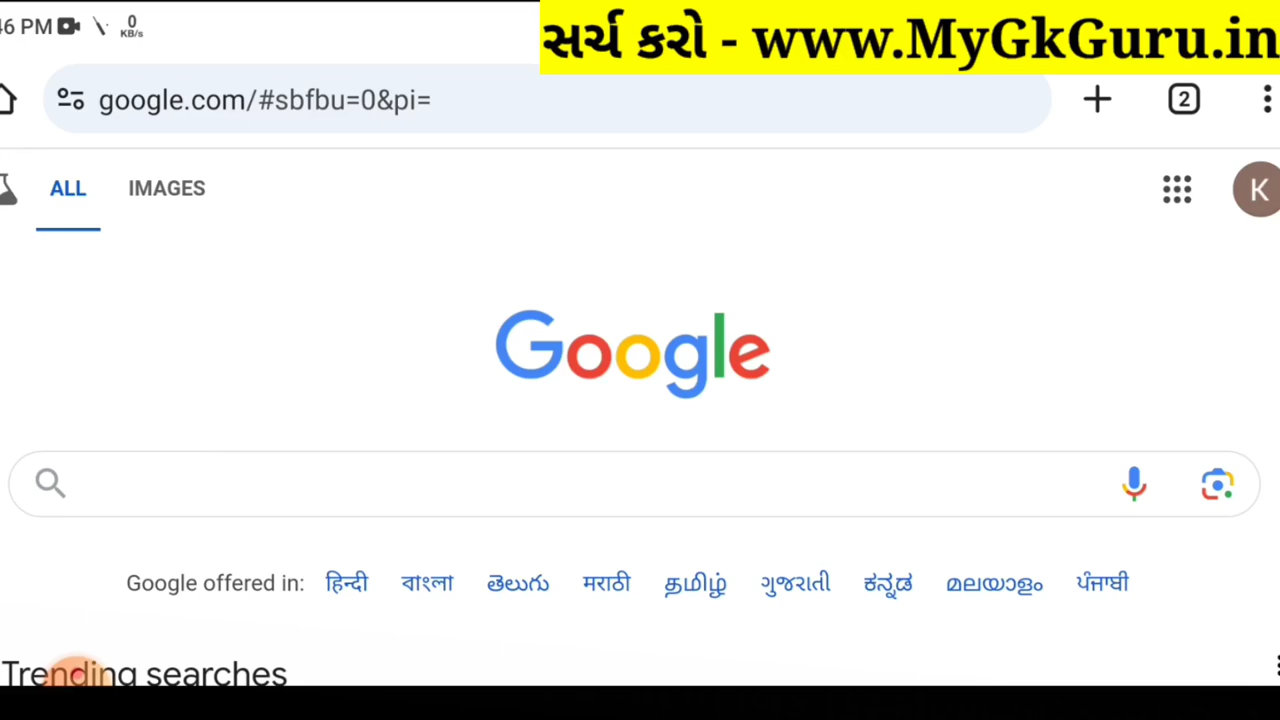 46 PM 0 KB/s
સર્ચ કરો - www.MyGkGuru.in
google.com/#sbfbu=0&pi= 2
ALL IMAGES K
Google
Google offered in: हिन्दी বাংলা తెలుగు मराठी தமிழ் ગુજરાતી ಕನ್ನಡ മലയാളം ਪੰਜਾਬੀ
Trending searches